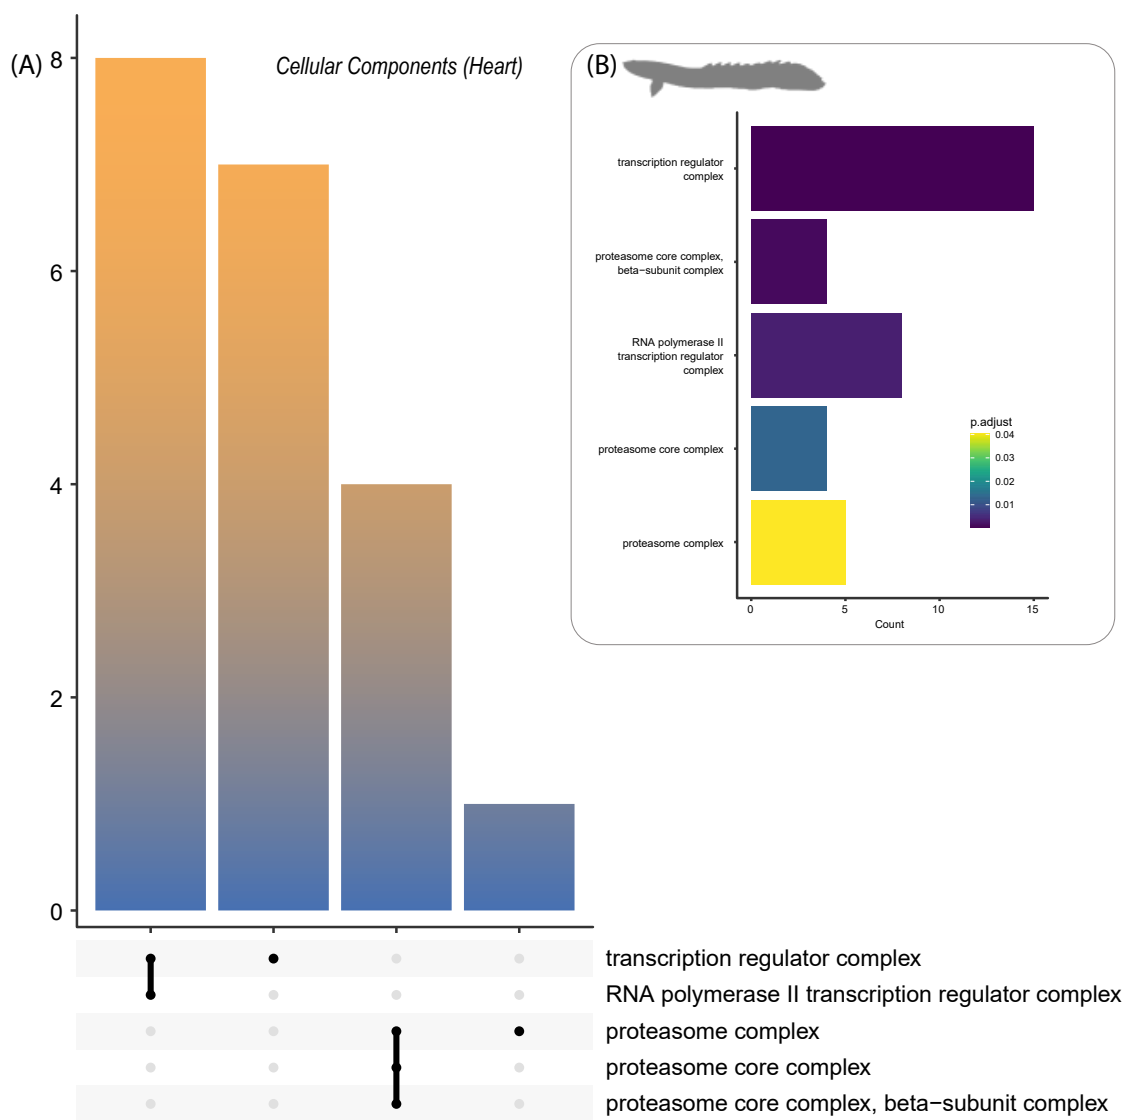 (A)
Cellular Components (Heart)
8
6
4
2
0
transcription regulator complex
RNA polymerase II transcription regulator complex
proteasome complex
proteasome core complex
proteasome core complex, beta−subunit complex
(B)
transcription regulator
complex
proteasome core complex,
beta−subunit complex
RNA polymerase II
transcription regulator
complex
proteasome core complex
proteasome complex
p.adjust
0.04
0.03
0.02
0.01
0
5
10
15
Count